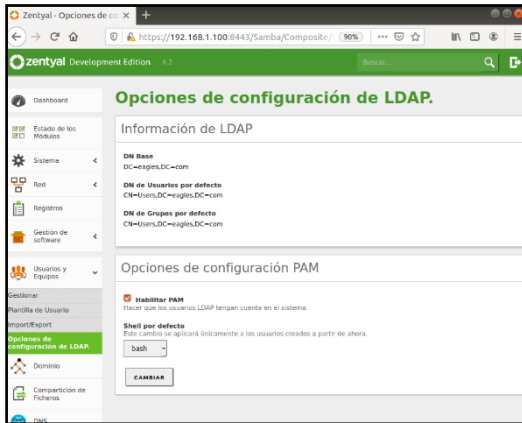 Zentyal - Opciones de co
https://192.168.1.100:8443/Samba/Composite/
90%
zentyal Development Edition 6.2
Buscar...
Dashboard
Estado de los
Módulos
Sistema
Red
Registros
Gestión de
software
Usuarios y
Equipos
Gestionar
Plantilla de Usuario
Import/Export
Opciones de
configuración de LDAP.
Dominio
Compartición de
Ficheros
DNS
Opciones de configuración de LDAP.
Información de LDAP
DN Base
DC=eagles,DC=com
DN de Usuarios por defecto
CN=Users,DC=eagles,DC=com
DN de Grupos por defecto
CN=Users,DC=eagles,DC=com
Opciones de configuración PAM
Habilitar PAM
Hacer que los usuarios LDAP tengan cuenta en el sistema.
Shell por defecto
Este cambio se aplicará únicamente a los usuarios creados a partir de ahora.
bash
CAMBIAR